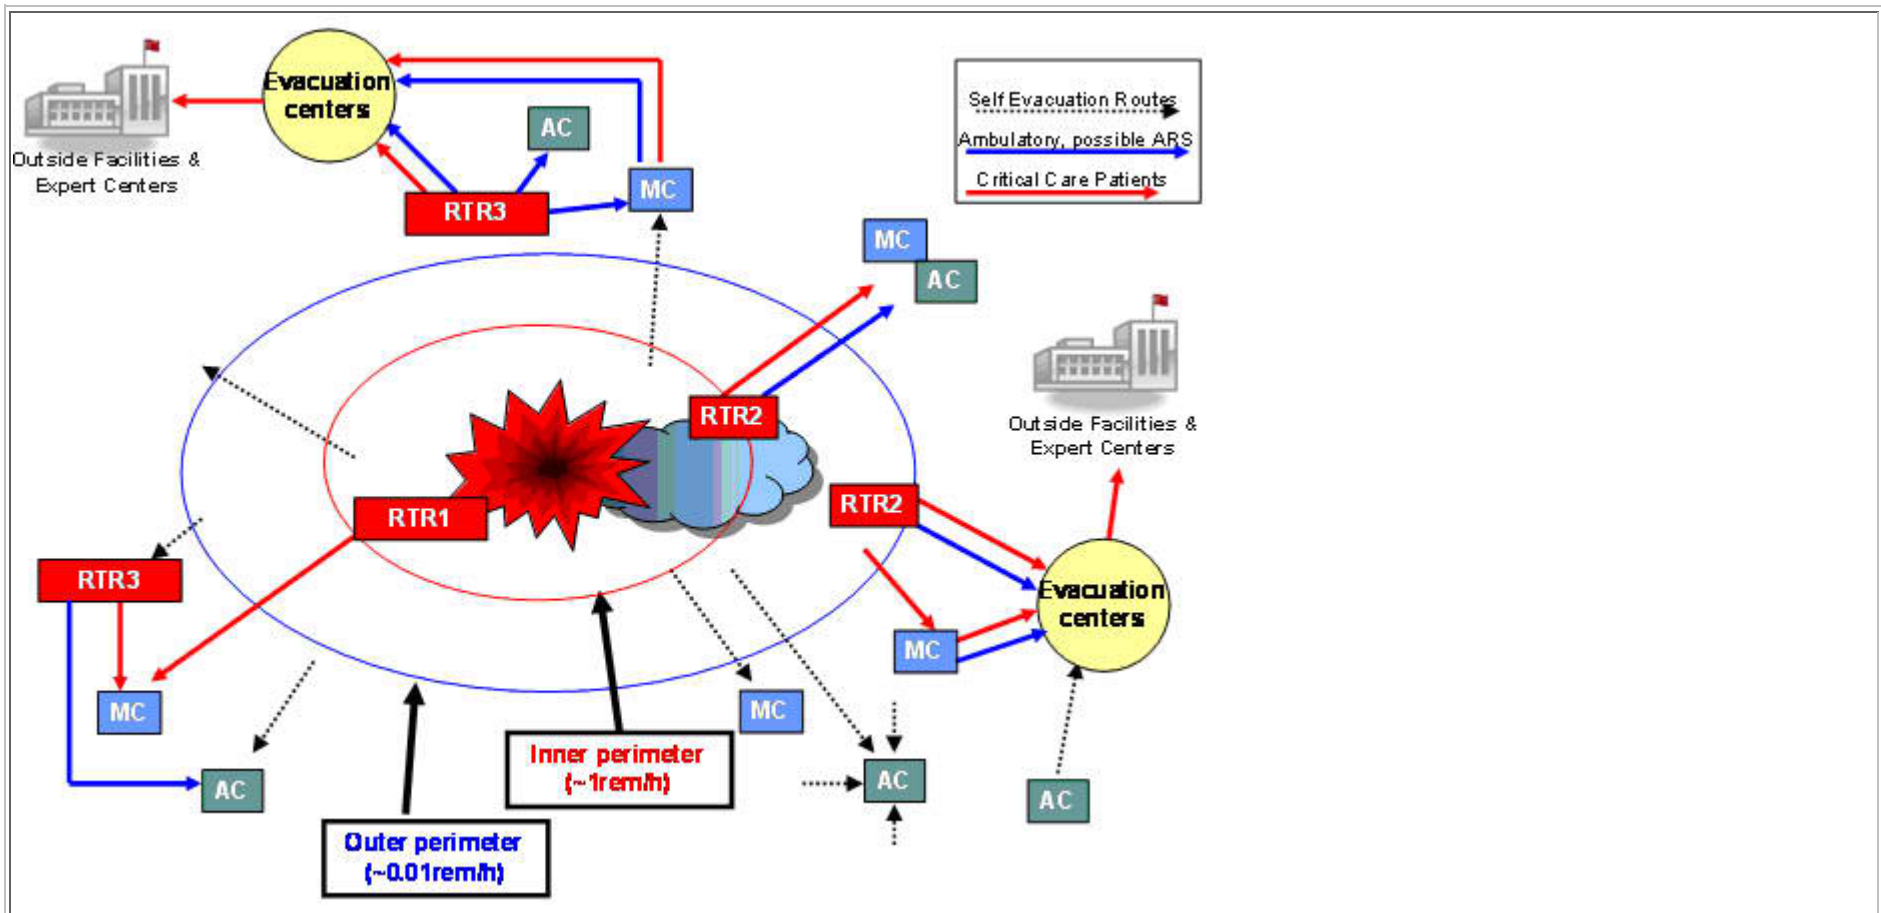 Evacuation
centers
Outside Facilities &
Expert Centers
AC
MC
RTR3
Self Evacuation Routes
Ambulatory, possible ARS
Critical Care Patients
MC
AC
Outside Facilities &
Expert Centers
RTR2
RTR1
RTR2
RTR3
Evacuation
centers
MC
MC
MC
AC
AC
AC
Inner perimeter
(~1rem/h)
Outer perimeter
(~0.01rem/h)